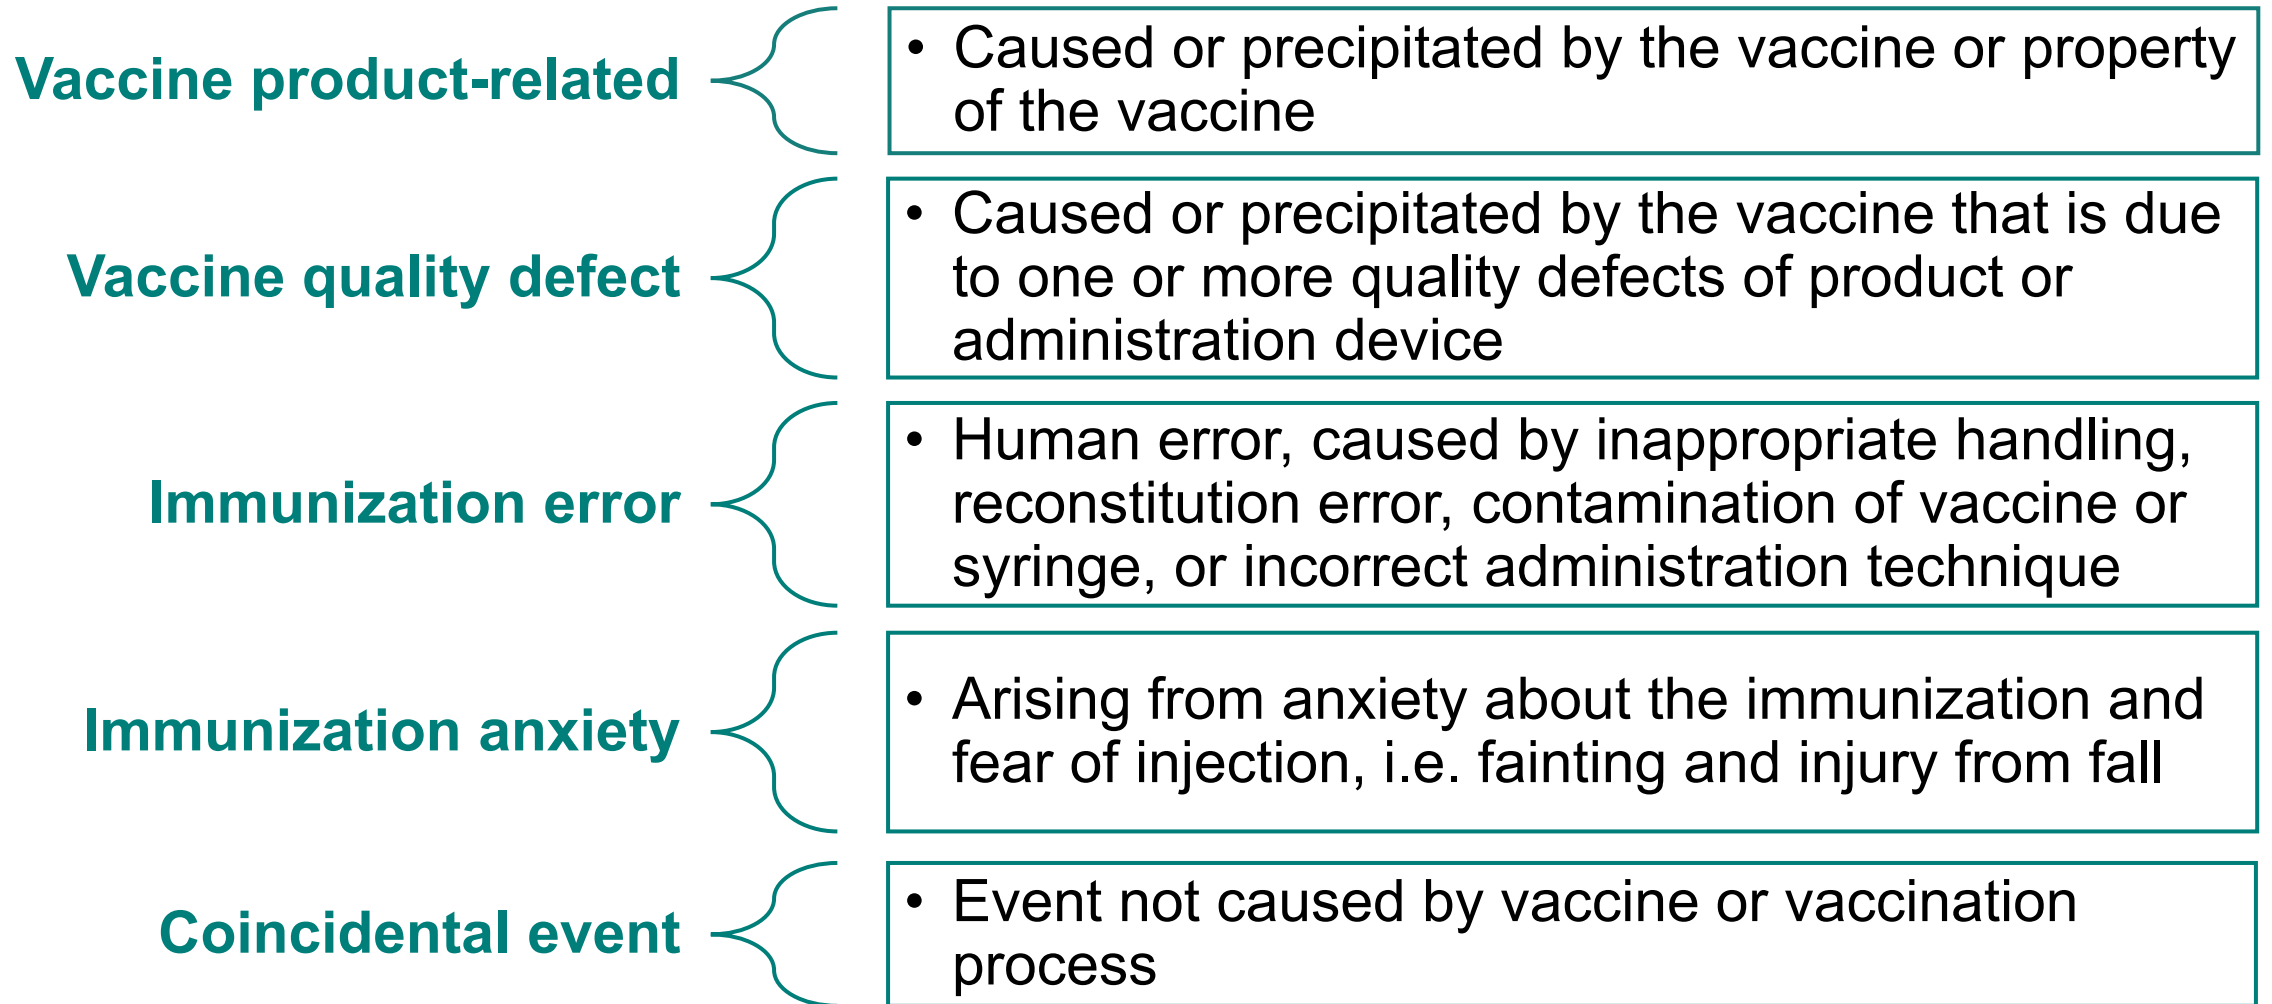 Vaccine product-related
• Caused or precipitated by the vaccine or property
of the vaccine
Vaccine quality defect
• Caused or precipitated by the vaccine that is due
to one or more quality defects of product or
administration device
Immunization error
• Human error, caused by inappropriate handling,
reconstitution error, contamination of vaccine or
syringe, or incorrect administration technique
Immunization anxiety
• Arising from anxiety about the immunization and
fear of injection, i.e. fainting and injury from fall
Coincidental event
• Event not caused by vaccine or vaccination
process